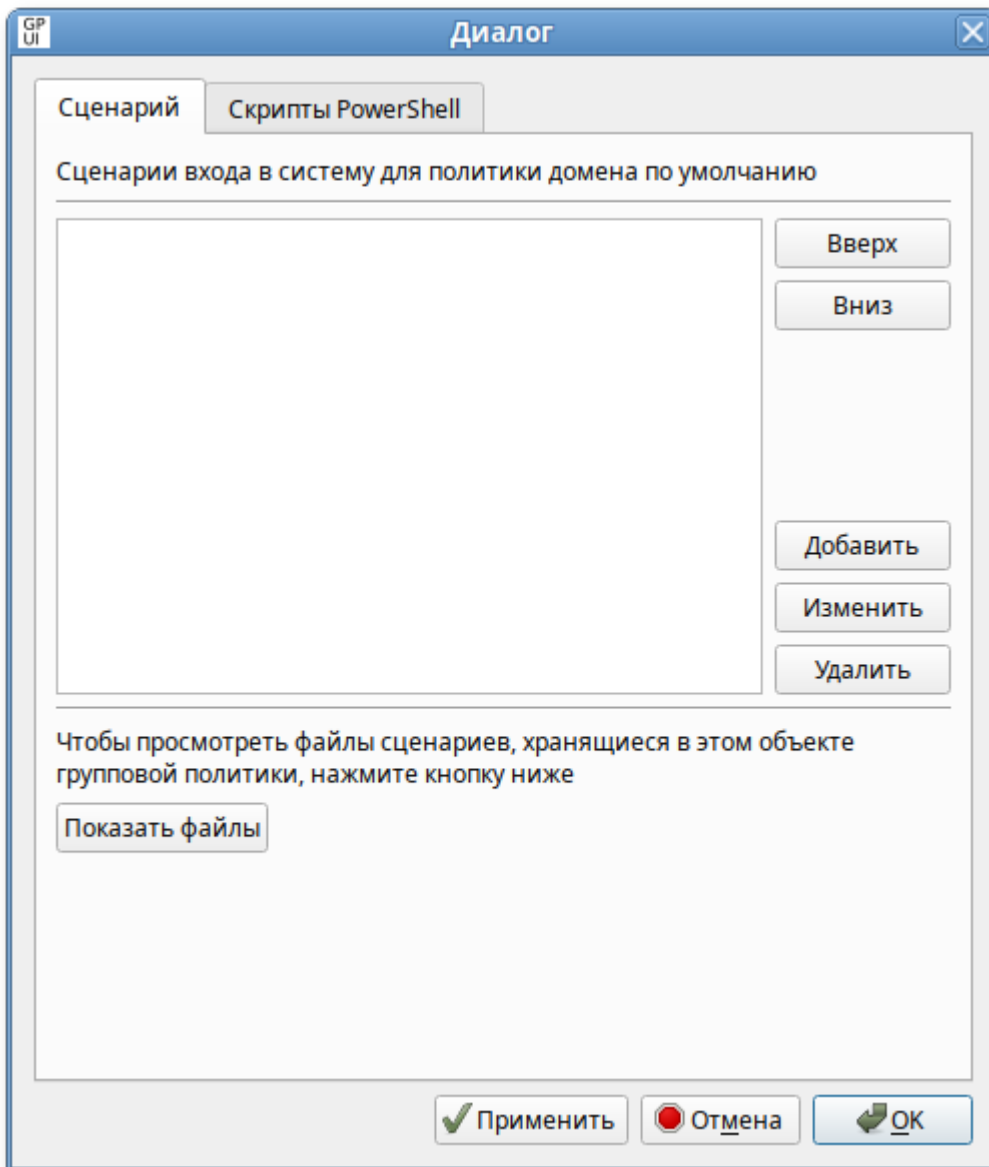 GP
UI
Диалог
Сценарий
Скрипты PowerShell
Сценарии входа в систему для политики домена по умолчанию
Вверх
Вниз
Добавить
Изменить
Удалить
Чтобы просмотреть файлы сценариев, хранящиеся в этом объекте
групповой политики, нажмите кнопку ниже
Показать файлы
Применить
Отмена
OK